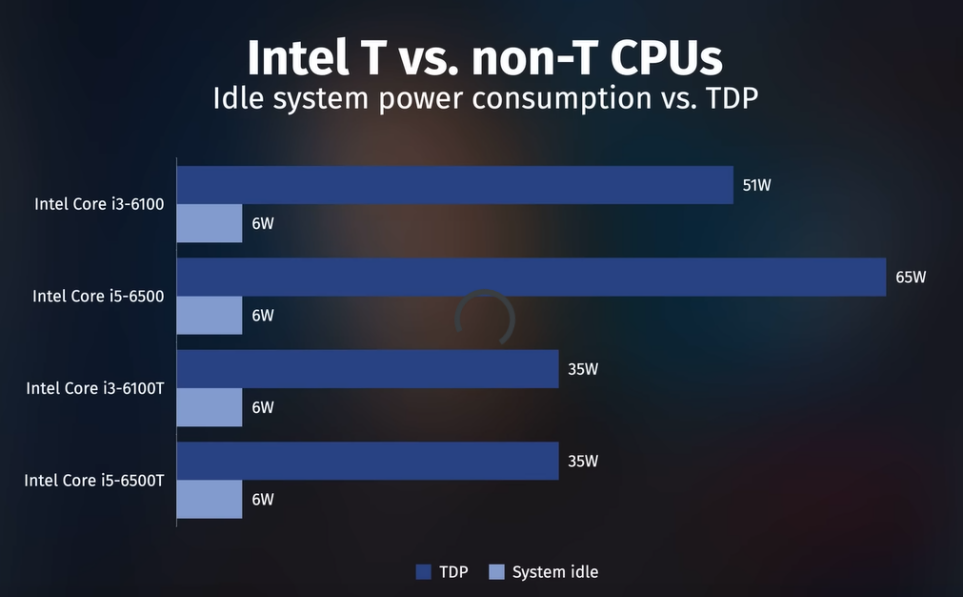 Intel T vs. non-T CPUs
Idle system power consumption vs. TDP
Intel Core i3-6100
51W
6W
Intel Core i5-6500
65W
6W
Intel Core i3-6100T
35W
6W
Intel Core i5-6500T
35W
6W
TDP
System idle